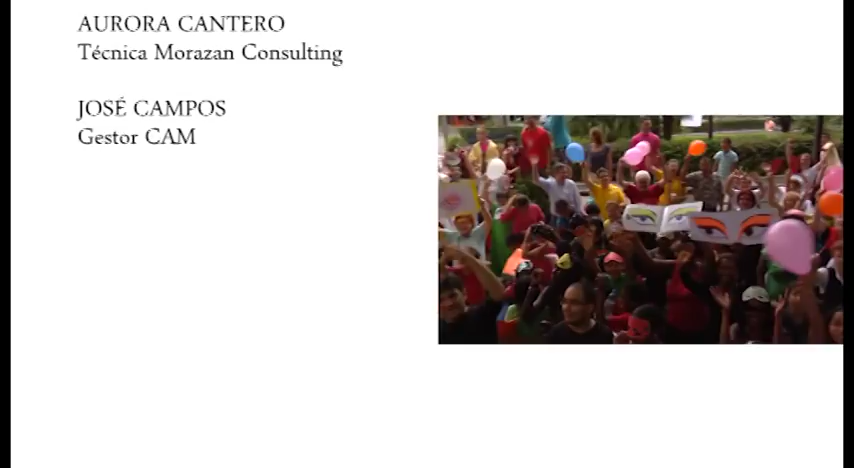 AURORA CANTERO
Técnica Morazan Consulting
JOSÉ CAMPOS
Gestor CAM